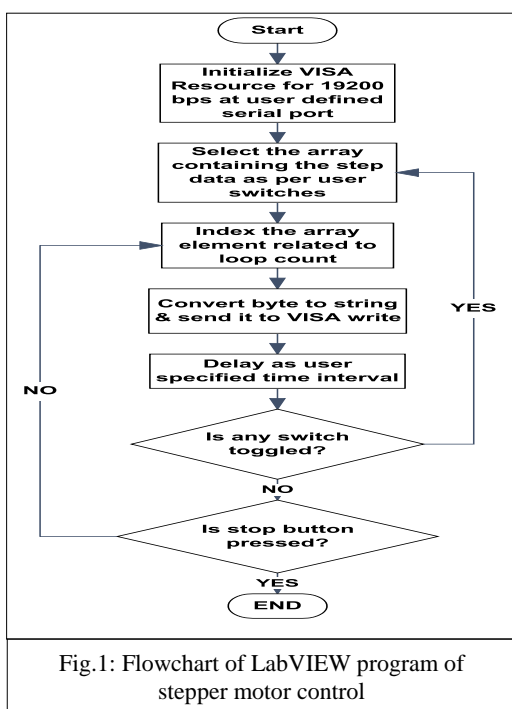 Start
Initialize VISA
Resource for 19200
bps at user defined
serial port
Select the array
containing the step
data as per user
switches
Index the array
element related to
loop count
Convert byte to string
& send it to VISA write
YES
Delay as user
specified time interval
NO
Is any switch
toggled?
NO
Is stop button
pressed?
YES
END
Fig.1: Flowchart of LabVIEW program of
stepper motor control